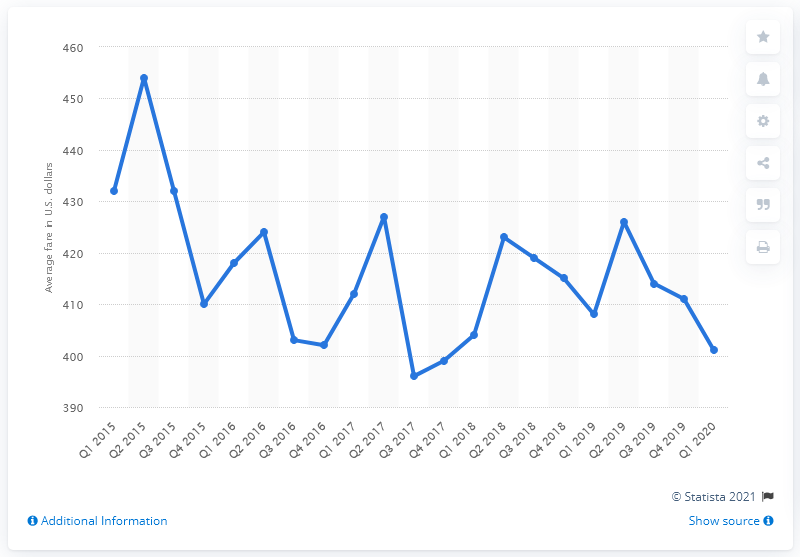 460
450
440
430
420
410
400
390
Average fare in U.S. dollars
Q1 2015
Q2 2015
Q3 2015
Q4 2015
Q1 2016
Q2 2016
Q3 2016
Q4 2016
Q1 2017
Q2 2017
Q3 2017
Q4 2017
Q1 2018
Q2 2018
Q3 2018
Q4 2018
Q1 2019
Q2 2019
Q3 2019
Q4 2019
Q1 2020
© Statista 2021
Additional Information
Show source